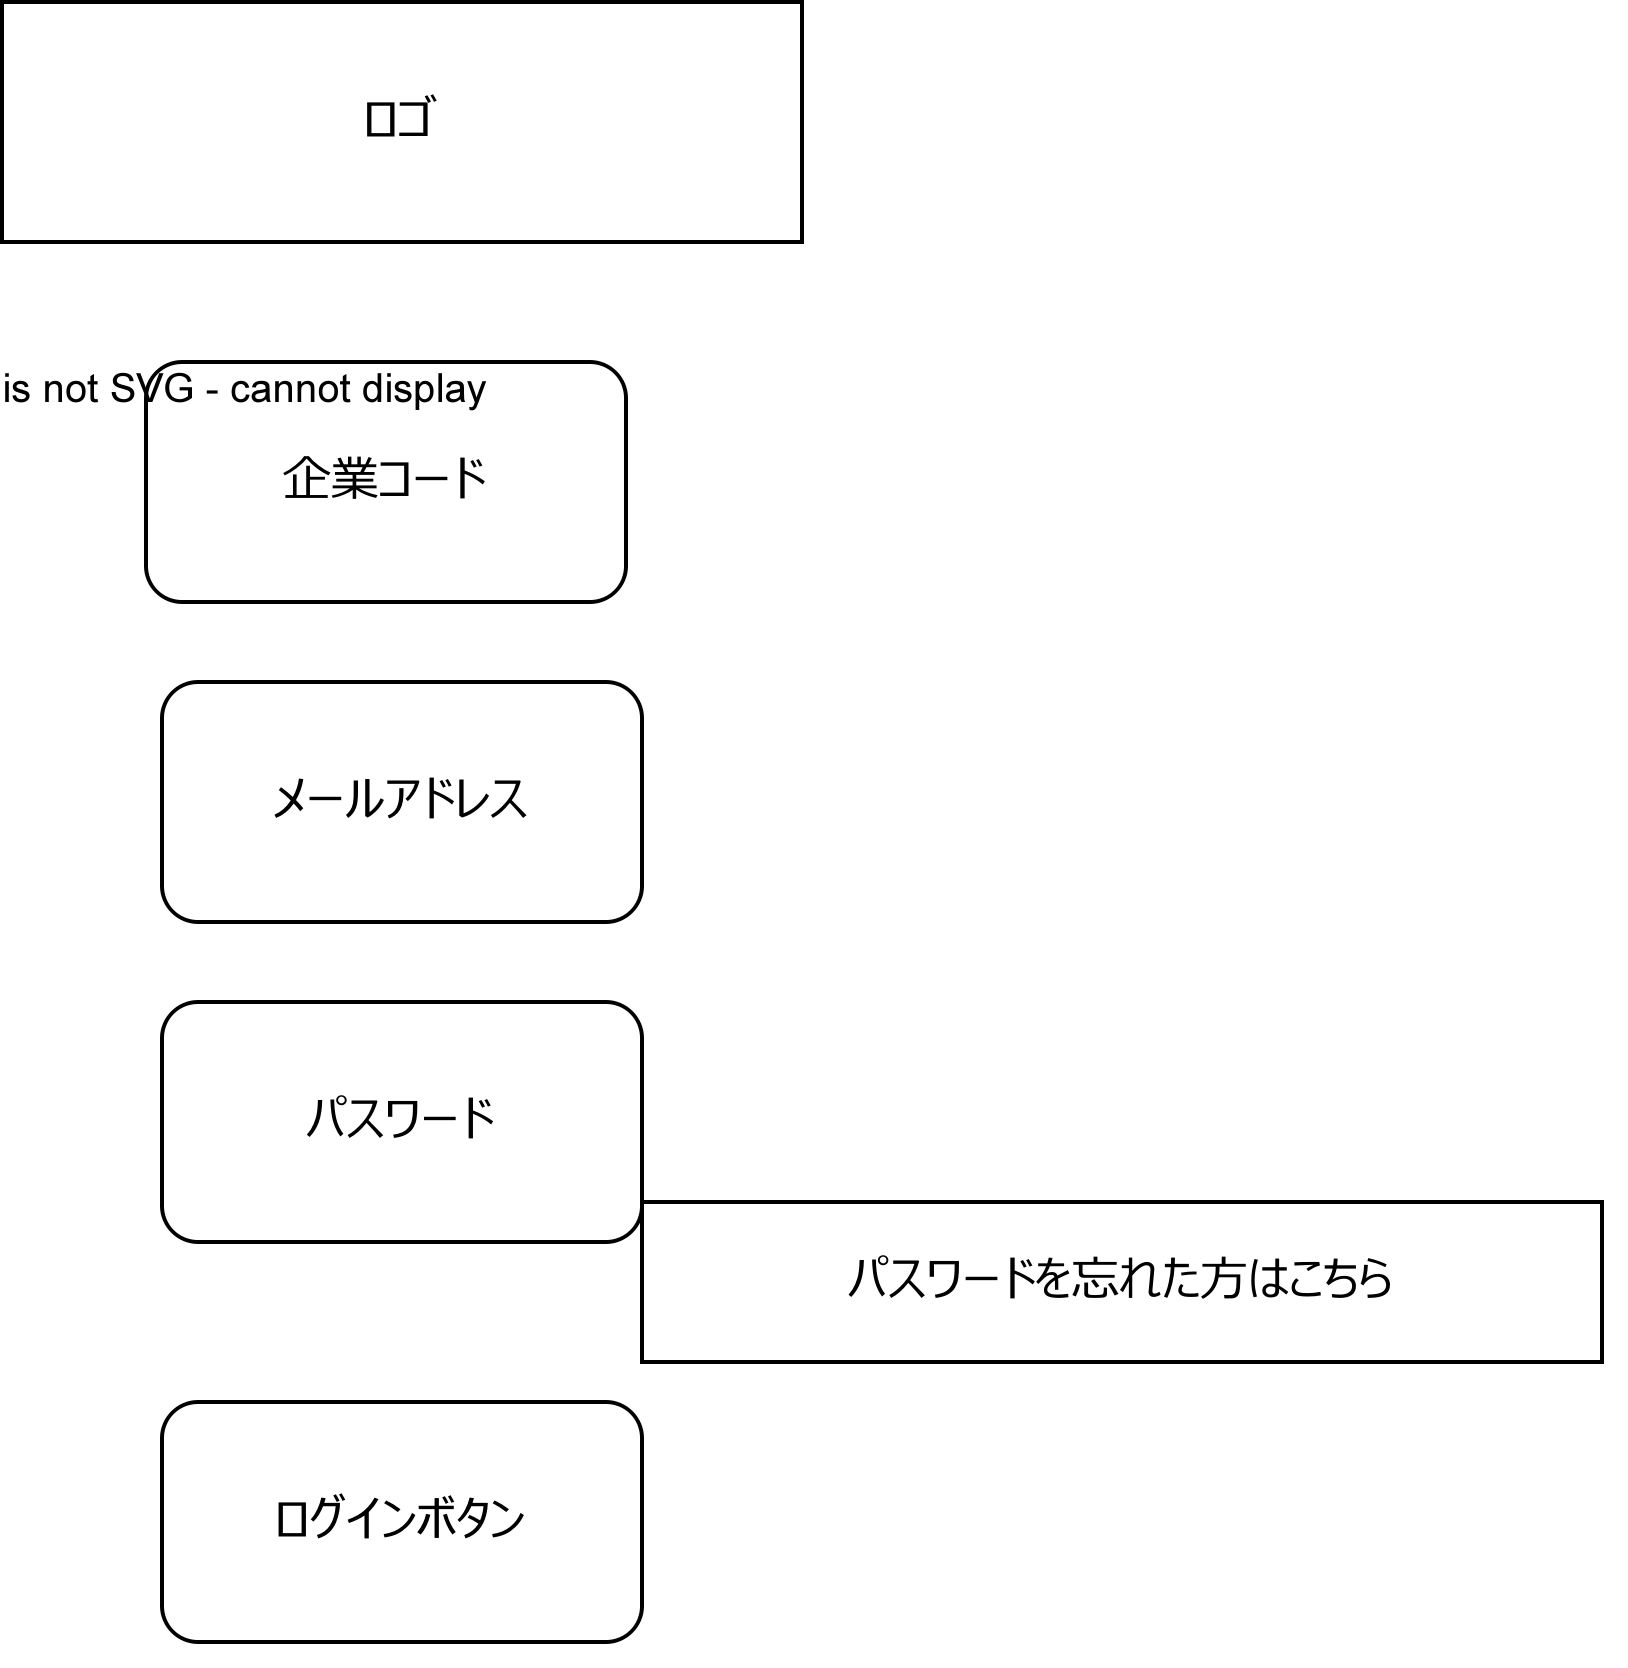 ロゴ
is not SVG - cannot display
企業コード
メールアドレス
パスワード
パスワードを忘れた方はこちら
ログインボタン